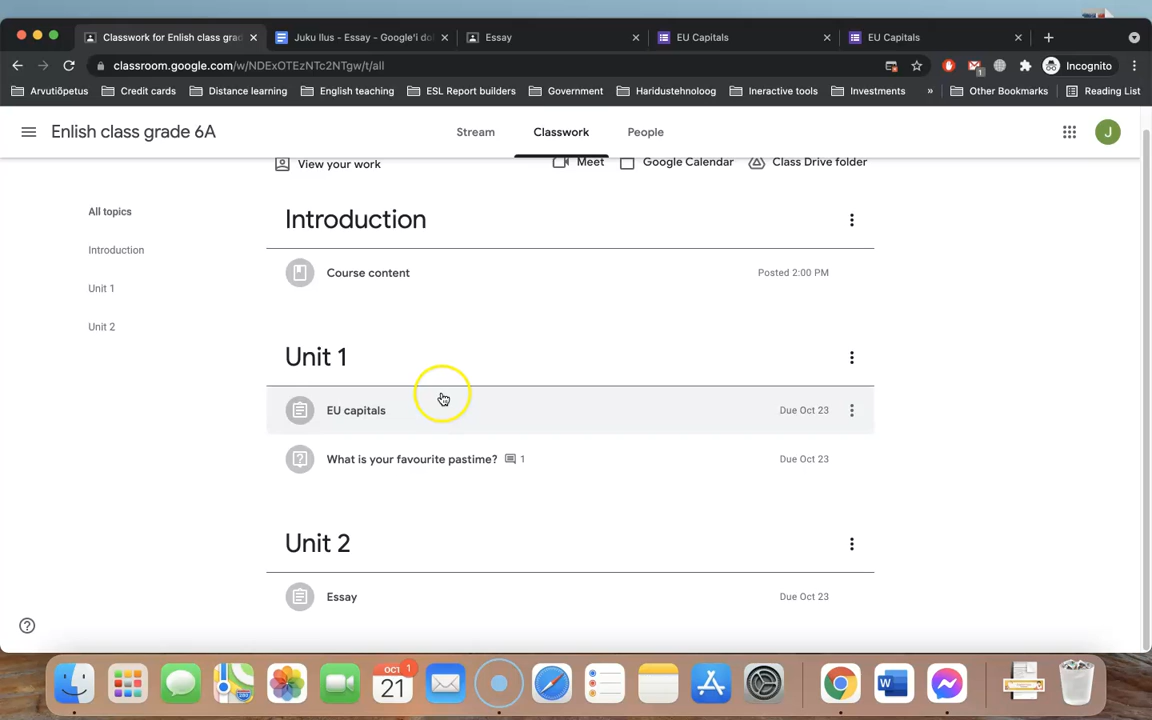 Classwork for Enlish class grad
Juku Ilus - Essay - Google'i do
Essay
EU Capitals
EU Capitals
classroom.google.com/w/NDExOTEzNTc2NTgw/t/all
1
Incognito
Arvutiõpetus
Credit cards
Distance learning
English teaching
ESL Report builders
Government
Haridustehnoloog
Ineractive tools
Investments
»
Other Bookmarks
Reading List
Enlish class grade 6A
Stream
Classwork
People
J
View your work
Meet
Google Calendar
Class Drive folder
All topics
Introduction
Unit 1
Unit 2
Introduction
Course content
Posted 2:00 PM
Unit 1
EU capitals
Due Oct 23
What is your favourite pastime?
1
Due Oct 23
Unit 2
Essay
Due Oct 23
OCT
1
21
W